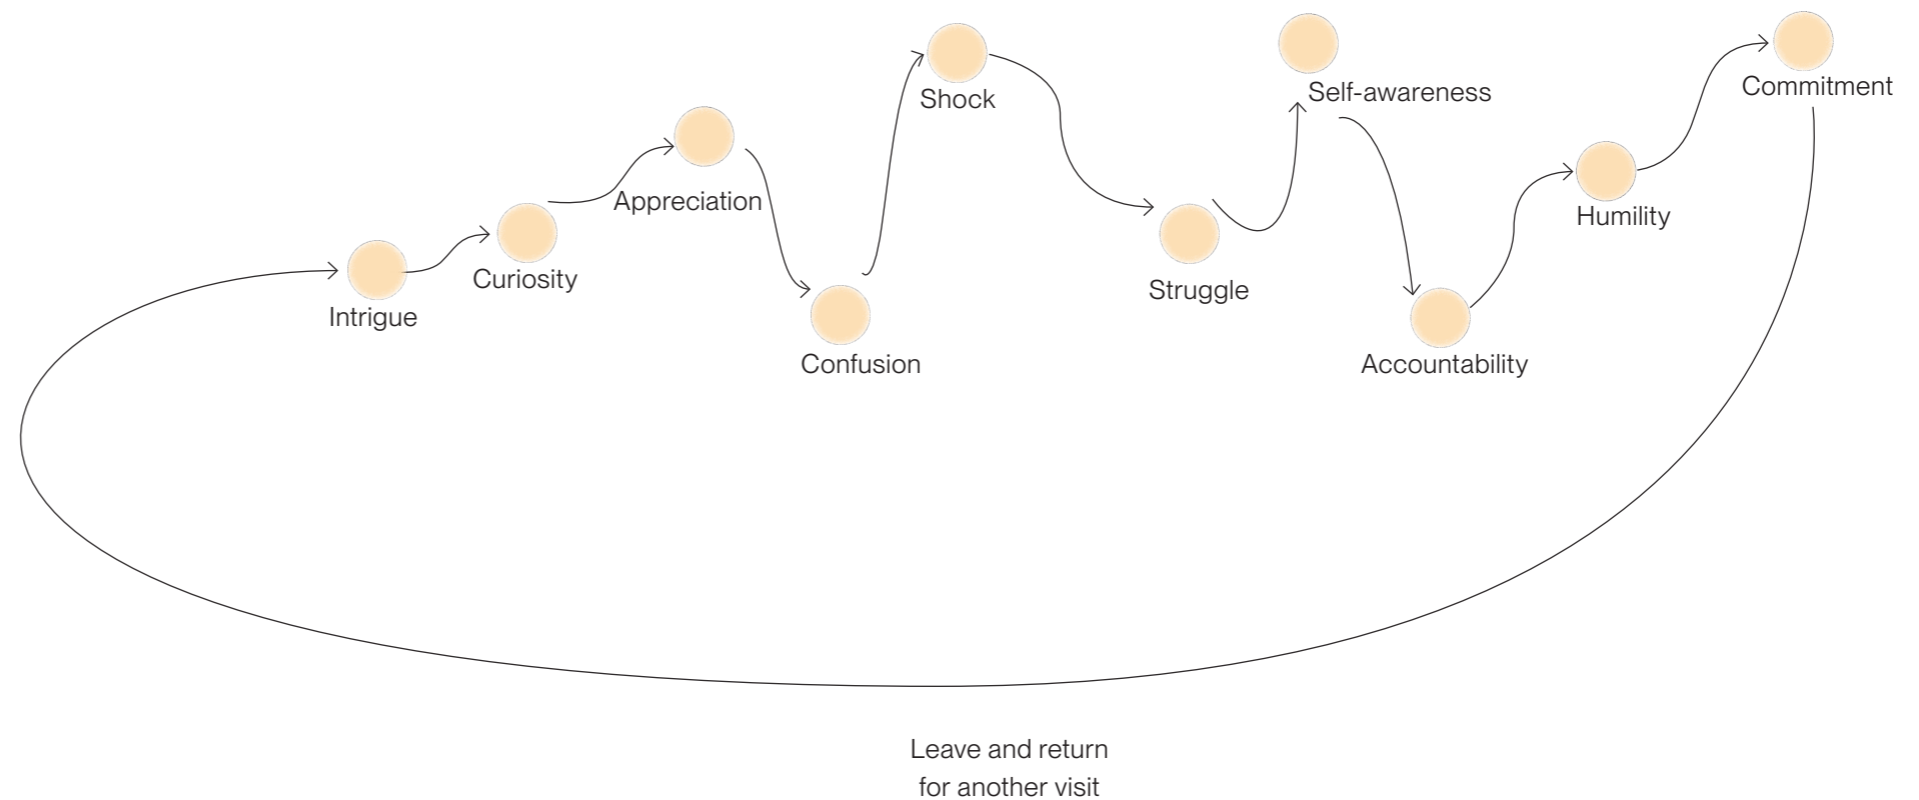 Intrigue
Curiosity
Appreciation
Confusion
Shock
Struggle
Self-awareness
Accountability
Humility
Commitment
Leave and return
for another visit